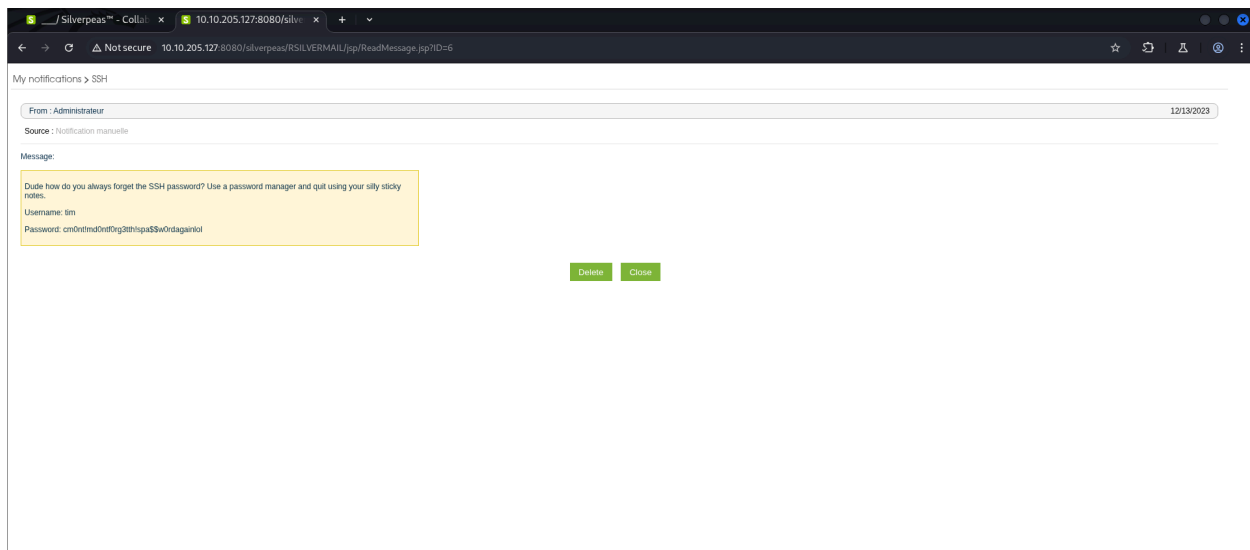 ___/ Silverpeas™ - Collab
10.10.205.127:8080/silve
Not secure 10.10.205.127:8080/silverpeas/RSILVERMAIL/jsp/ReadMessage.jsp?ID=6
My notifications > SSH
From : Administrateur 12/13/2023
Source : Notification manuelle
Message:
Dude how do you always forget the SSH password? Use a password manager and quit using your silly sticky
notes.
Username: tim
Password: cm0nt!md0ntf0rg3tth!spa$$w0rdagainlol
Delete Close